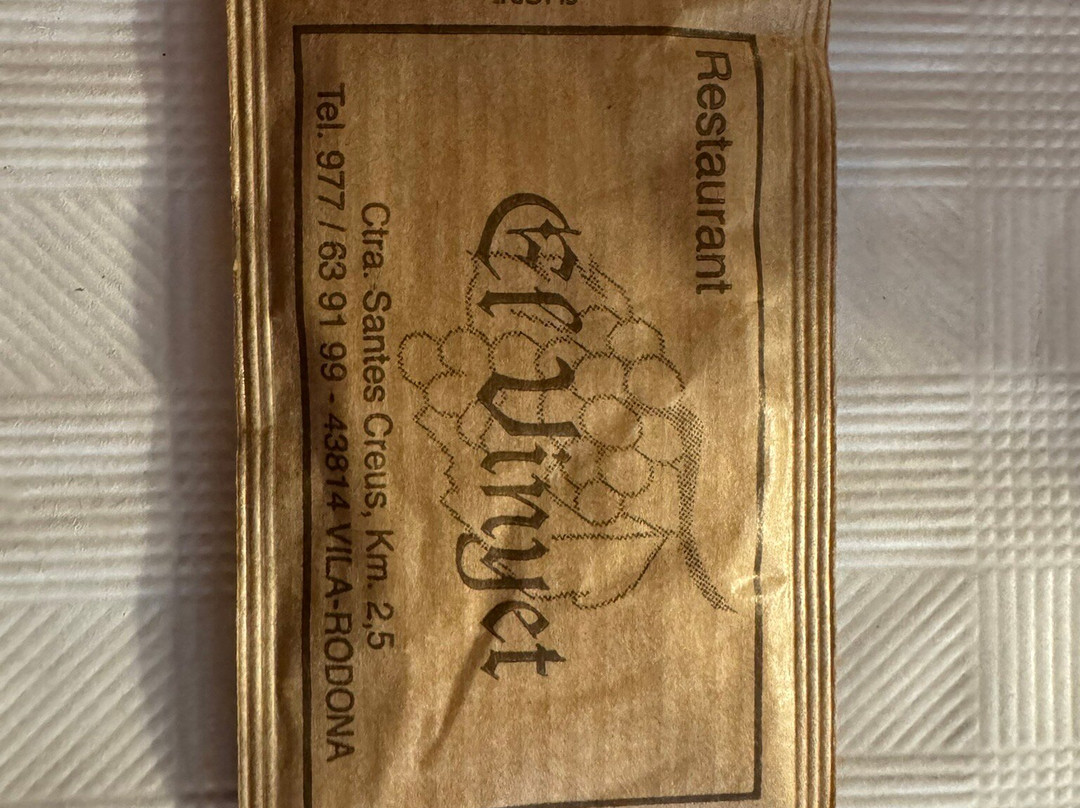 Restaurant
El Vinyet
Ctra. Santes Creus, Km. 2,5
Tel. 977 / 63 91 99 - 43814 VILA-RODONA